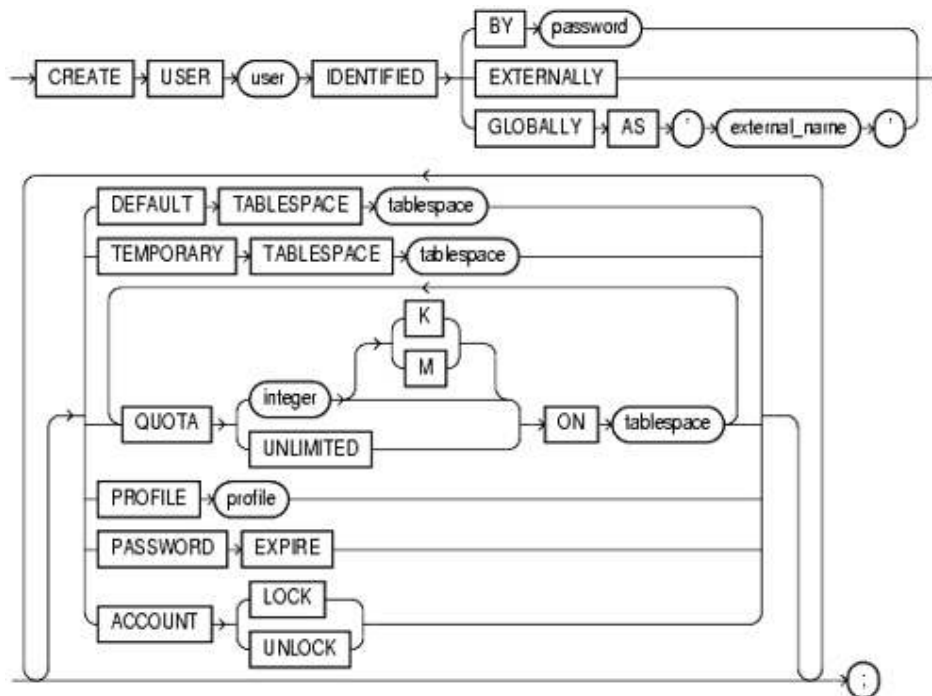 BY password
CREATE USER user IDENTIFIED EXTERNALLY
GLOBALLY AS ' external_name '
DEFAULT TABLESPACE tablespace
TEMPORARY TABLESPACE tablespace
K
M
integer
QUOTA ON tablespace
UNLIMITED
PROFILE profile
PASSWORD EXPIRE
LOCK
ACCOUNT
UNLOCK
;